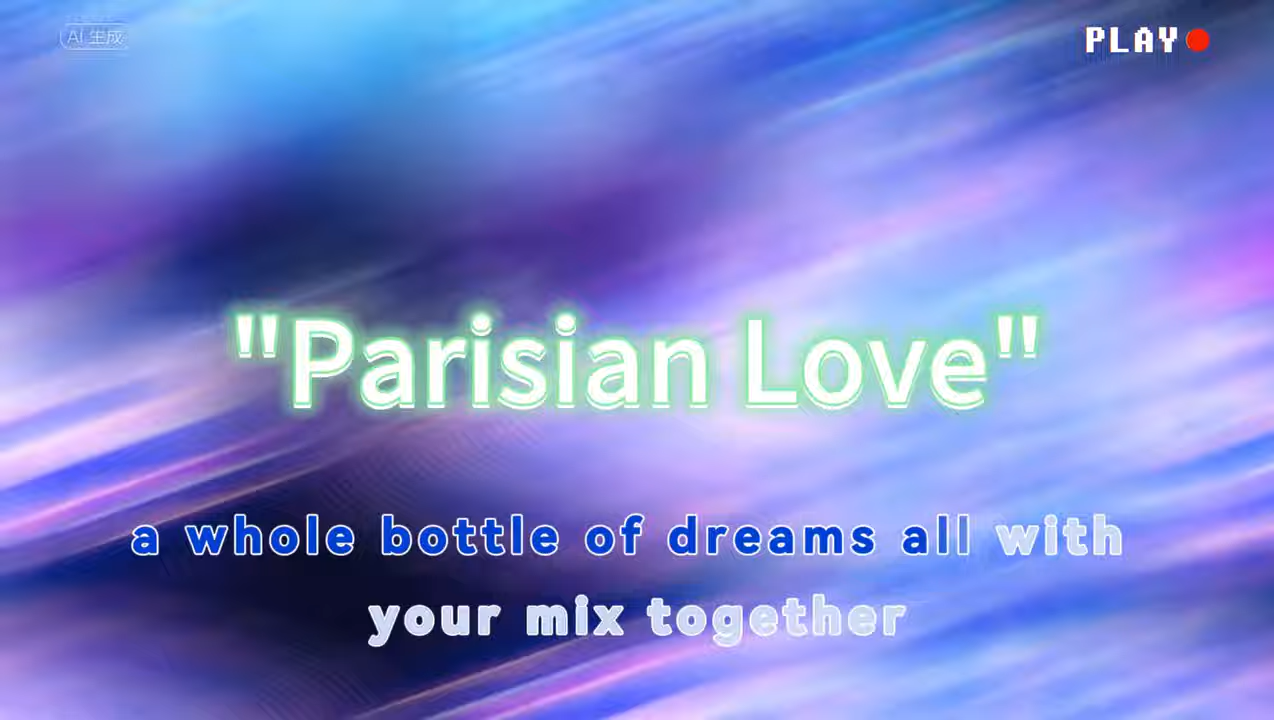 AI 生成
PLAY
"Parisian Love"
a whole bottle of dreams all with
your mix together